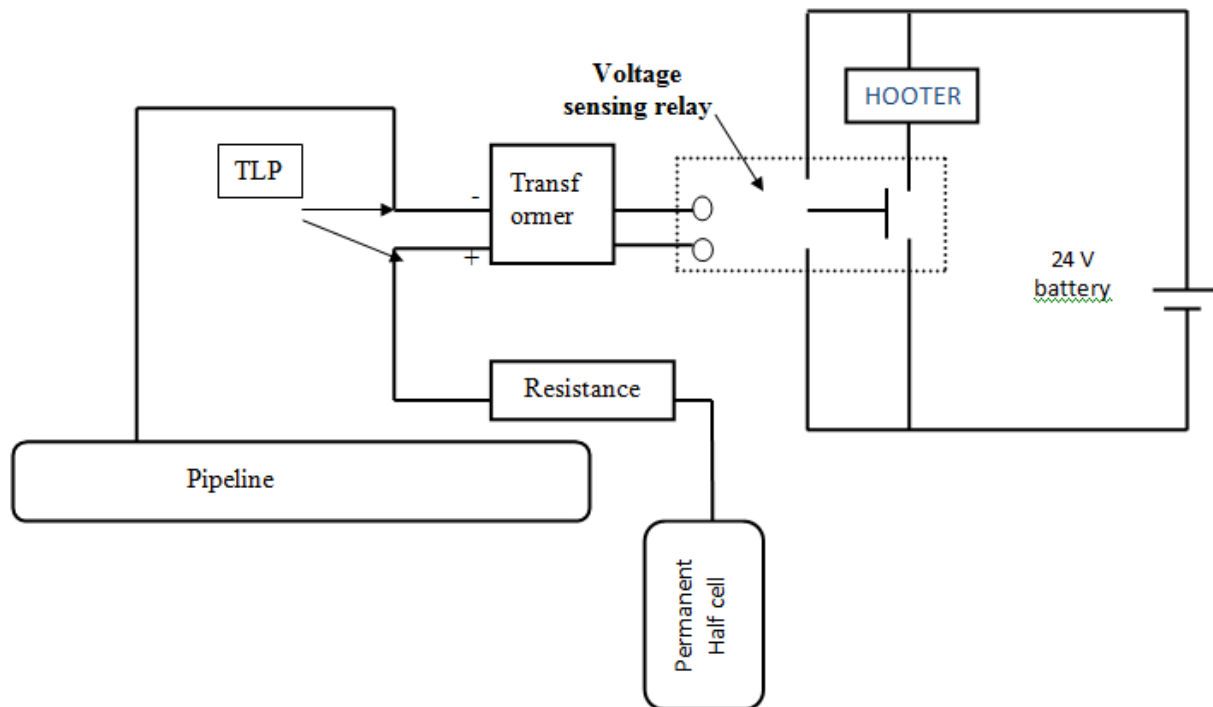 Voltage
sensing relay
HOOTER
TLP
-
Transf
ormer
+
24 V
battery
Resistance
Pipeline
Permanent
Half cell